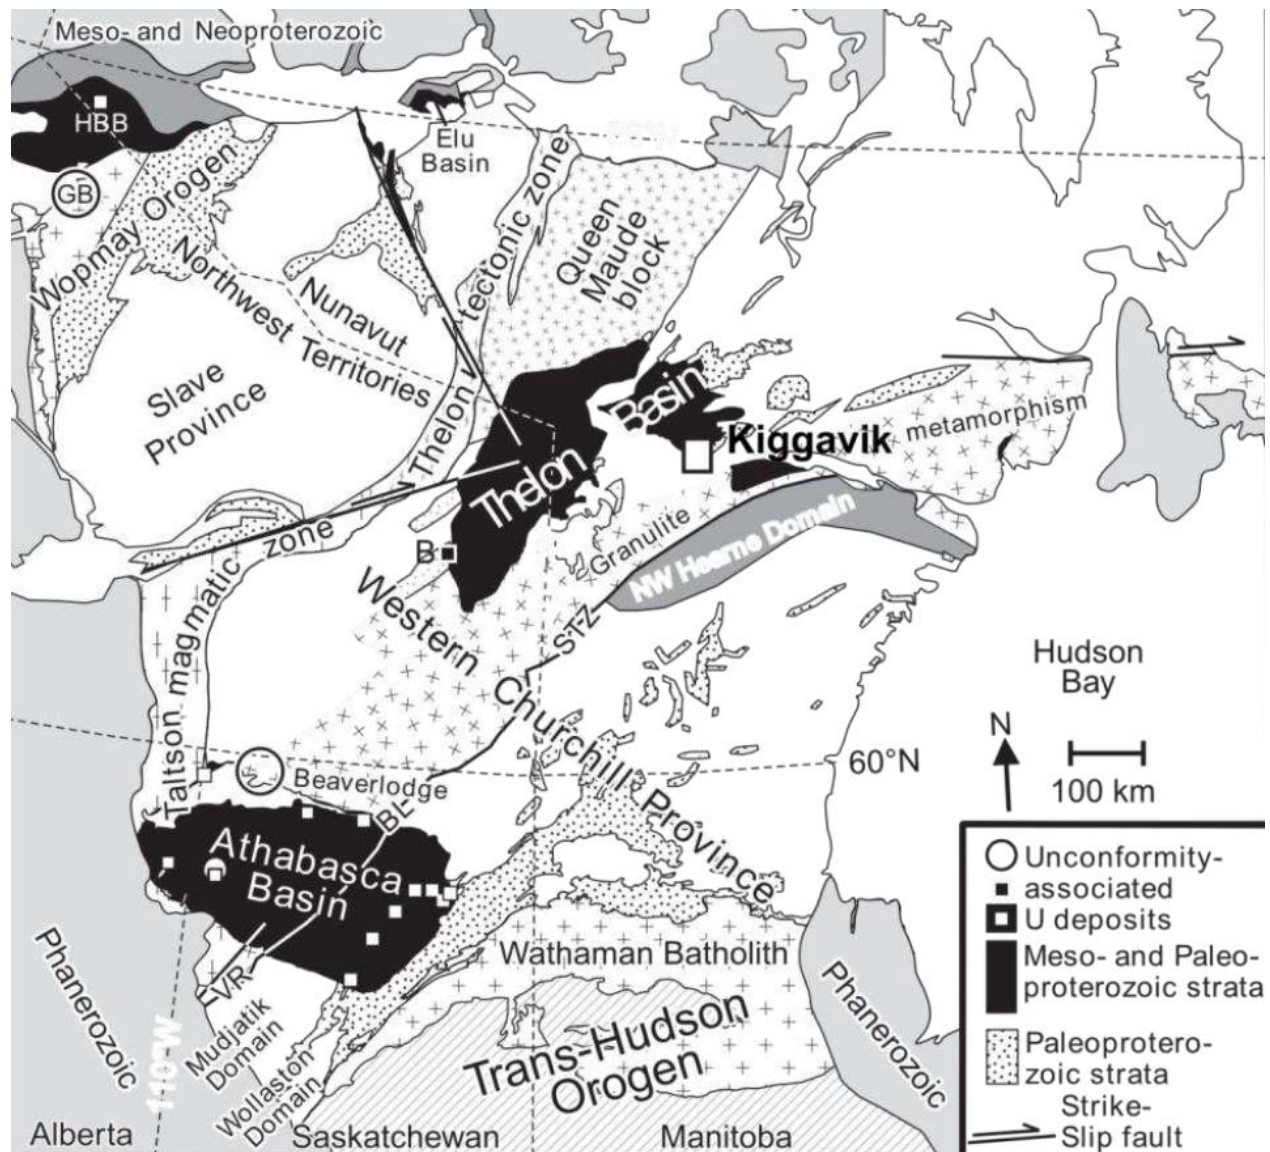 Meso- and Neoproterozoic
HBB
Elu
Basin
GB
Wopmay Orogen
tectonic zone
Queen
Maude
block
Northwest Territories
Nunavut
Slave
Province
Thelon
Basin
Kiggavik
metamorphism
Thelon
zone
B
Granulite
NW Hearne Domain
Western Churchill Province
STZ
Taltson magmatic
Hudson
Bay
N
60°N
100 km
Beaverlodge
BL
Athabasca
Basin
VR
Wathaman Batholith
Phanerozoic
Phanerozoic
110°W
Mudjatik
Domain
Wollaston
Domain
Trans-Hudson
Orogen
Alberta
Saskatchewan
Manitoba
Unconformity-
associated
U deposits
Meso- and Paleo-
proterozoic strata
Paleoprotero-
zoic strata
Strike-
Slip fault